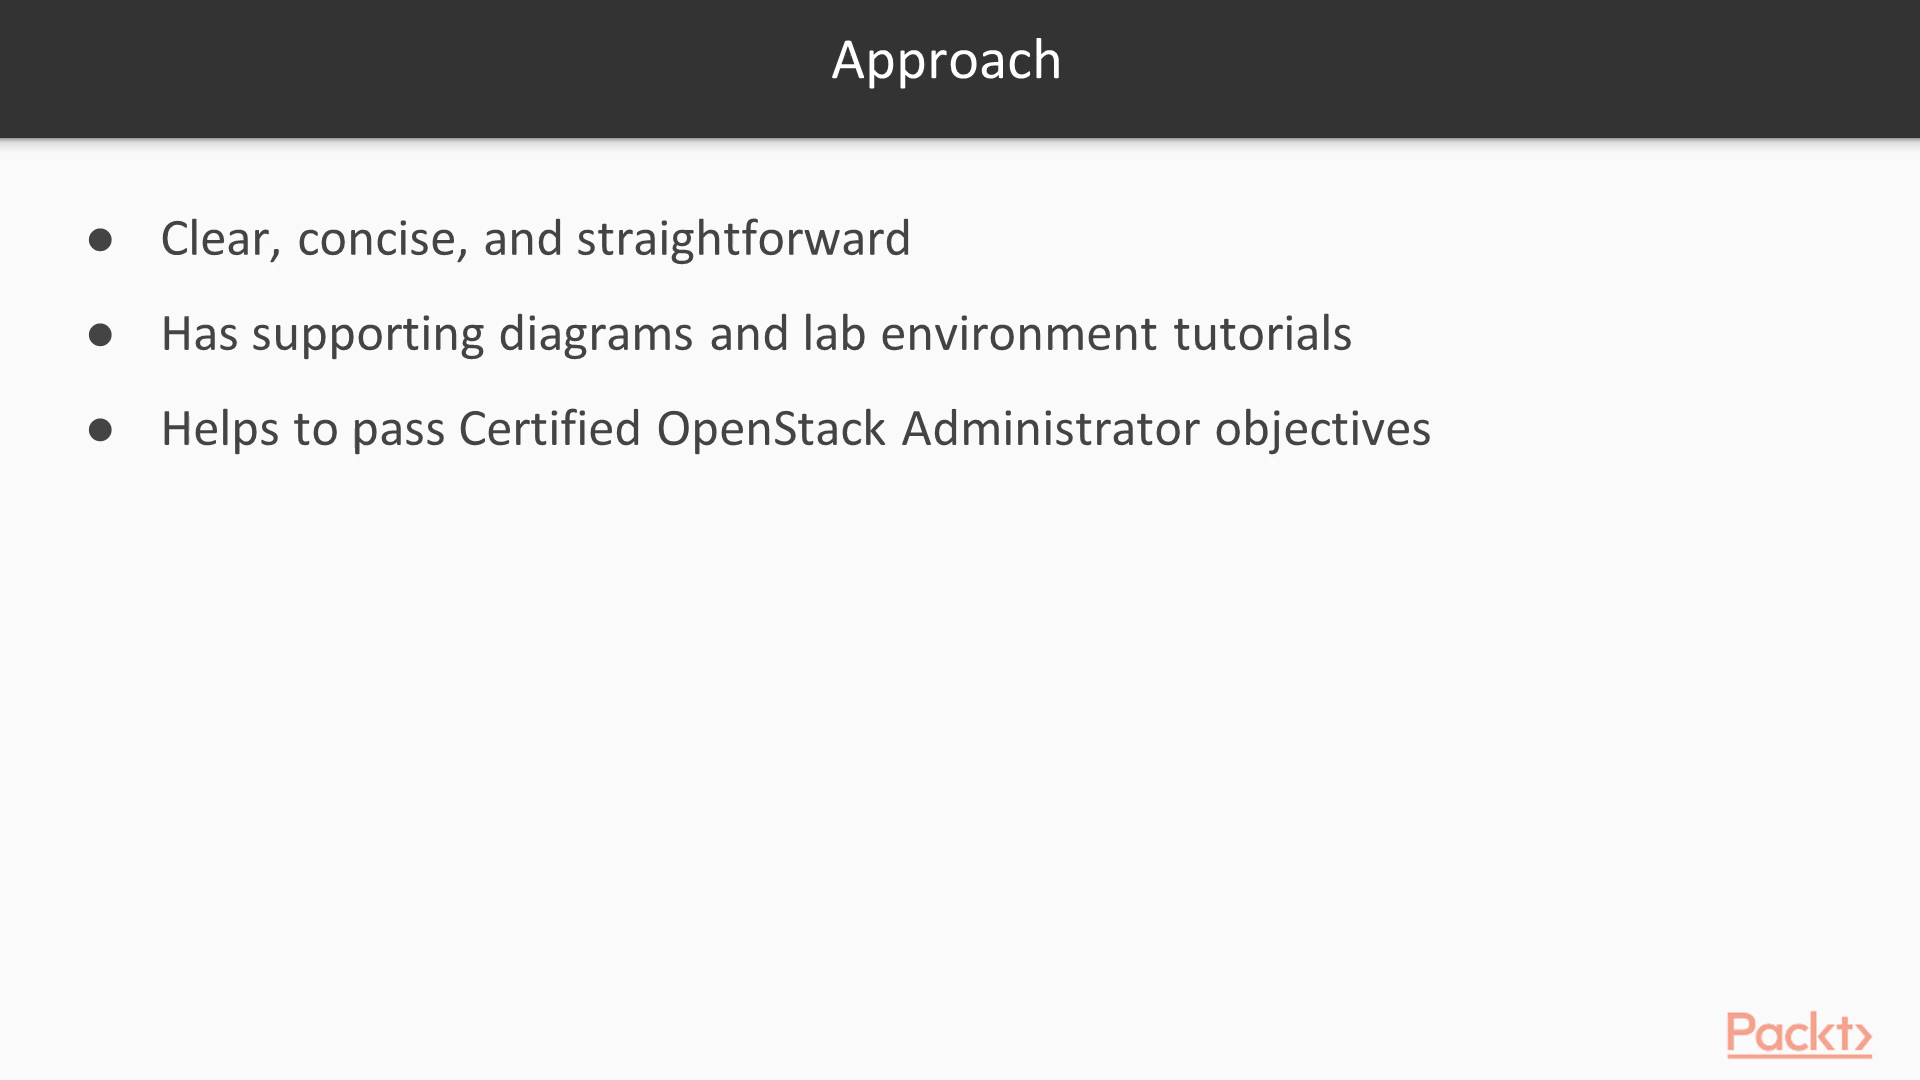 Approach
● Clear, concise, and straightforward
● Has supporting diagrams and lab environment tutorials
● Helps to pass Certified OpenStack Administrator objectives
Packt